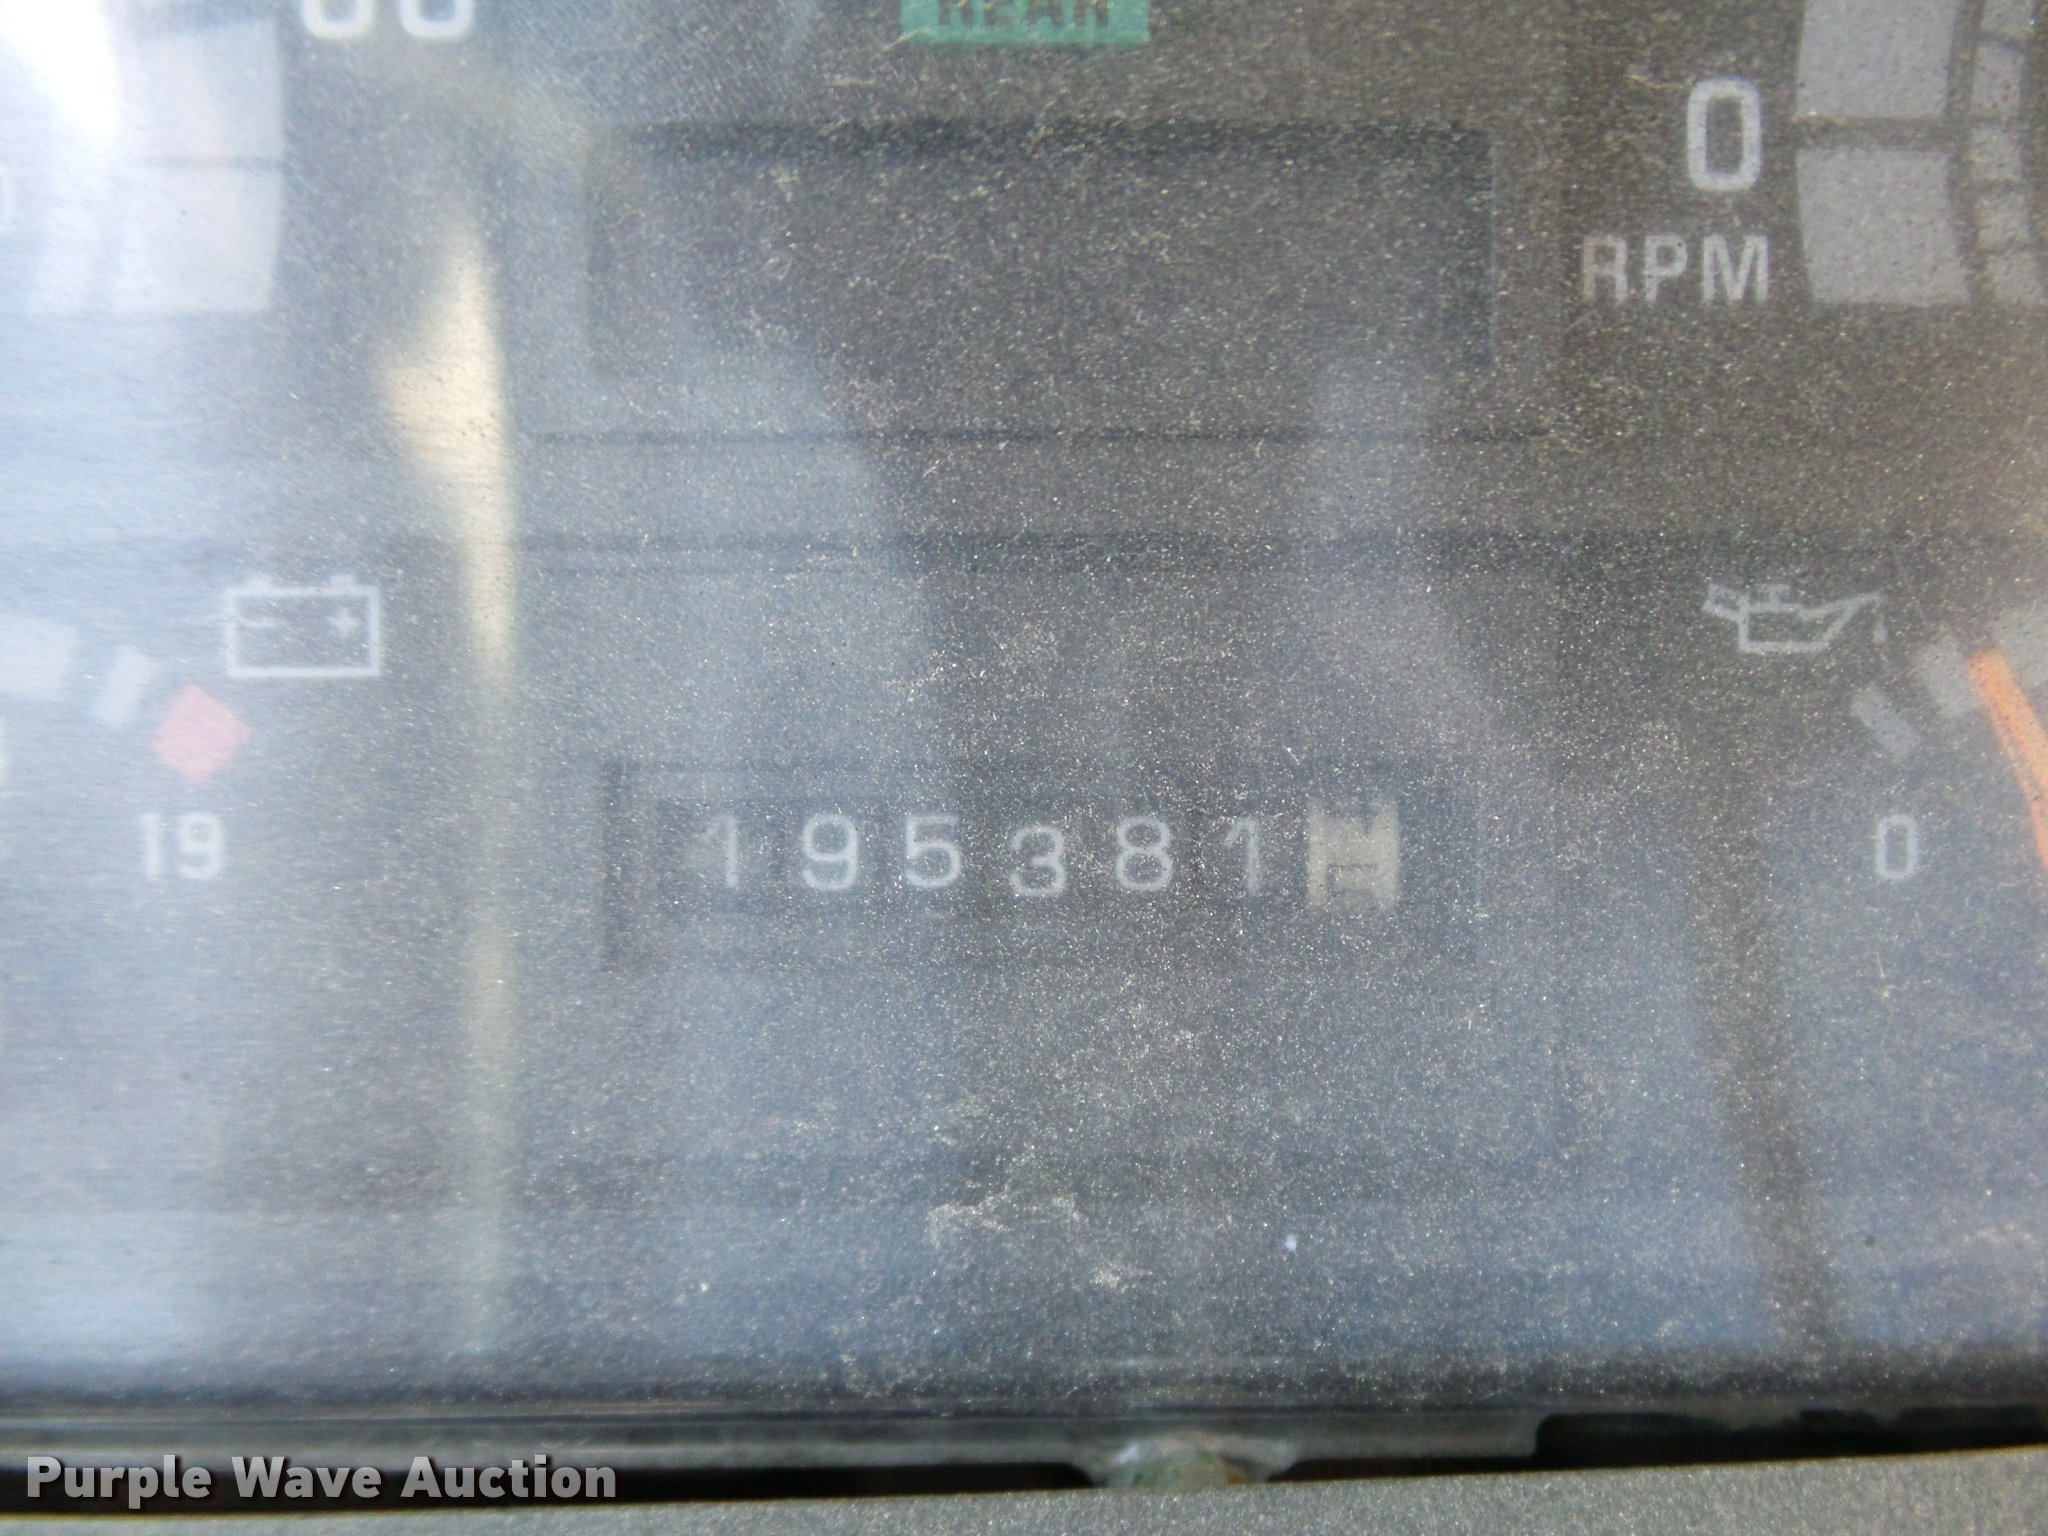 REAR
0
RPM
- +
19
195381
0
Purple Wave Auction